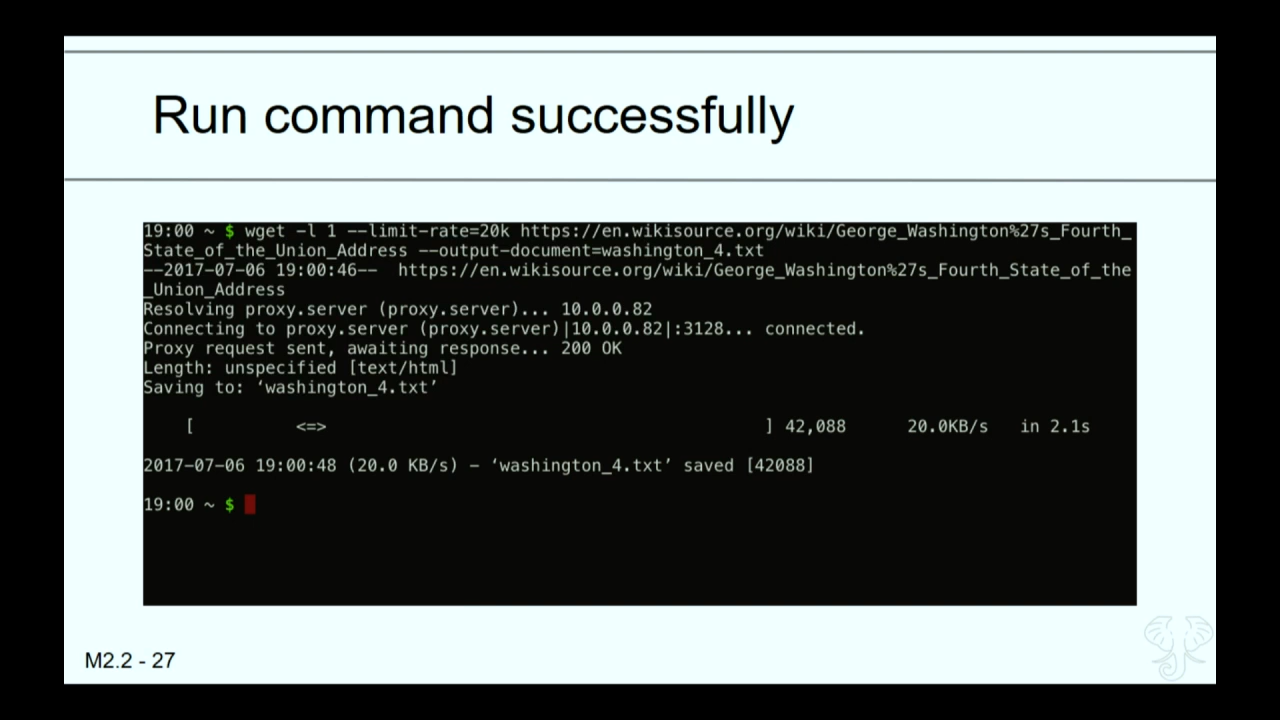 Run command successfully
19:00 ~ $ wget -l 1 --limit-rate=20k https://en.wikisource.org/wiki/George_Washington%27s_Fourth_
State_of_the_Union_Address --output-document=washington_4.txt
--2017-07-06 19:00:46--  https://en.wikisource.org/wiki/George_Washington%27s_Fourth_State_of_the
_Union_Address
Resolving proxy.server (proxy.server)... 10.0.0.82
Connecting to proxy.server (proxy.server)|10.0.0.82|:3128... connected.
Proxy request sent, awaiting response... 200 OK
Length: unspecified [text/html]
Saving to: ‘washington_4.txt’
[ <=> ] 42,088 20.0KB/s in 2.1s
2017-07-06 19:00:48 (20.0 KB/s) - ‘washington_4.txt’ saved [42088]
19:00 ~ $
M2.2 - 27